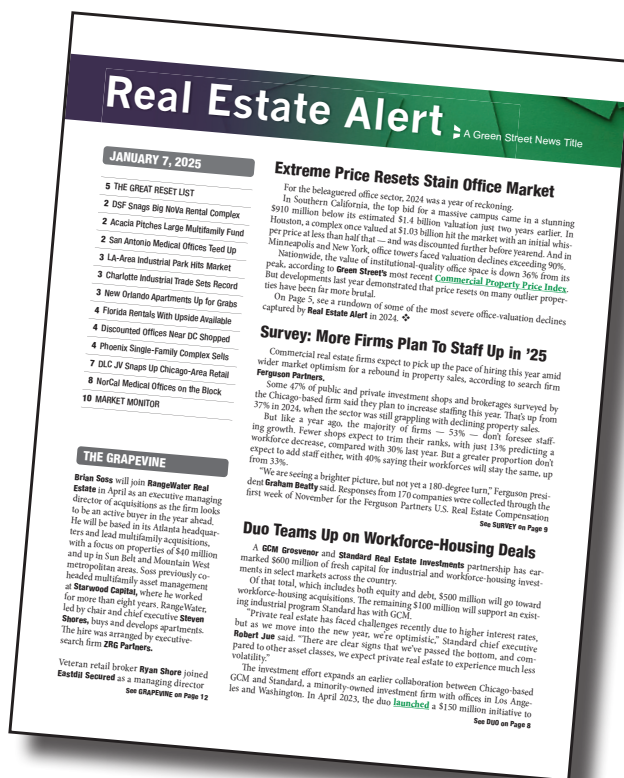 Real Estate Alert
A Green Street News Title
JANUARY 7, 2025
5 THE GREAT RESET LIST
2 DSF Snags Big NoVa Rental Complex
2 Acacia Pitches Large Multifamily Fund
2 San Antonio Medical Offices Teed Up
3 LA-Area Industrial Park Hits Market
3 Charlotte Industrial Trade Sets Record
3 New Orlando Apartments Up for Grabs
4 Florida Rentals With Upside Available
4 Discounted Offices Near DC Shopped
4 Phoenix Single-Family Complex Sells
7 DLC JV Snaps Up Chicago-Area Retail
8 NorCal Medical Offices on the Block
10 MARKET MONITOR
THE GRAPEVINE
Brian Soss will join RangeWater Real
Estate in April as an executive managing
director of acquisitions as the firm looks
to be an active buyer in the year ahead.
He will be based in its Atlanta headquar-
ters and lead multifamily acquisitions,
with a focus on properties of $40 million
and up in Sun Belt and Mountain West
metropolitan areas. Soss previously co-
headed multifamily asset management
at Starwood Capital, where he worked
for more than eight years. RangeWater,
led by chair and chief executive Steven
Shores, buys and develops apartments.
The hire was arranged by executive-
search firm ZRG Partners.
Veteran retail broker Ryan Shore joined
Eastdil Secured as a managing director
See GRAPEVINE on Page 12
Extreme Price Resets Stain Office Market
For the beleaguered office sector, 2024 was a year of reckoning.
In Southern California, the top bid for a massive campus came in a stunning
$910 million below its estimated $1.4 billion valuation just two years earlier. In
Houston, a complex once valued at $1.03 billion hit the market with an initial whis-
per price at less than half that — and was discounted further before yearend. And in
Minneapolis and New York, office towers faced valuation declines exceeding 90%.
Nationwide, the value of institutional-quality office space is down 36% from its
peak, according to Green Street's most recent Commercial Property Price Index.
But developments last year demonstrated that price resets on many outlier proper-
ties have been far more brutal.
On Page 5, see a rundown of some of the most severe office-valuation declines
captured by Real Estate Alert in 2024. ❖
Survey: More Firms Plan To Staff Up in '25
Commercial real estate firms expect to pick up the pace of hiring this year amid
wider market optimism for a rebound in property sales, according to search firm
Ferguson Partners.
Some 47% of public and private investment shops and brokerages surveyed by
the Chicago-based firm said they plan to increase staffing this year. That's up from
37% in 2024, when the sector was still grappling with declining property sales.
But like a year ago, the majority of firms — 53% — don't foresee staff-
ing growth. Fewer shops expect to trim their ranks, with just 13% predicting a
workforce decrease, compared with 30% last year. But a greater proportion don't
expect to add staff either, with 40% saying their workforces will stay the same, up
from 33%.
"We are seeing a brighter picture, but not yet a 180-degree turn," Ferguson presi-
dent Graham Beatty said. Responses from 170 companies were collected through the
first week of November for the Ferguson Partners U.S. Real Estate Compensation
See SURVEY on Page 9
Duo Teams Up on Workforce-Housing Deals
A GCM Grosvenor and Standard Real Estate Investments partnership has ear-
marked $600 million of fresh capital for industrial and workforce-housing invest-
ments in select markets across the country.
Of that total, which includes both equity and debt, $500 million will go toward
workforce-housing acquisitions. The remaining $100 million will support an exist-
ing industrial program Standard has with GCM.
"Private real estate has faced challenges recently due to higher interest rates,
but as we move into the new year, we're optimistic," Standard chief executive
Robert Jue said. "There are clear signs that we've passed the bottom, and com-
pared to other asset classes, we expect private real estate to experience much less
volatility."
The investment effort expands an earlier collaboration between Chicago-based
GCM and Standard, a minority-owned investment firm with offices in Los Ange-
les and Washington. In April 2023, the duo launched a $150 million initiative to
See DUO on Page 8